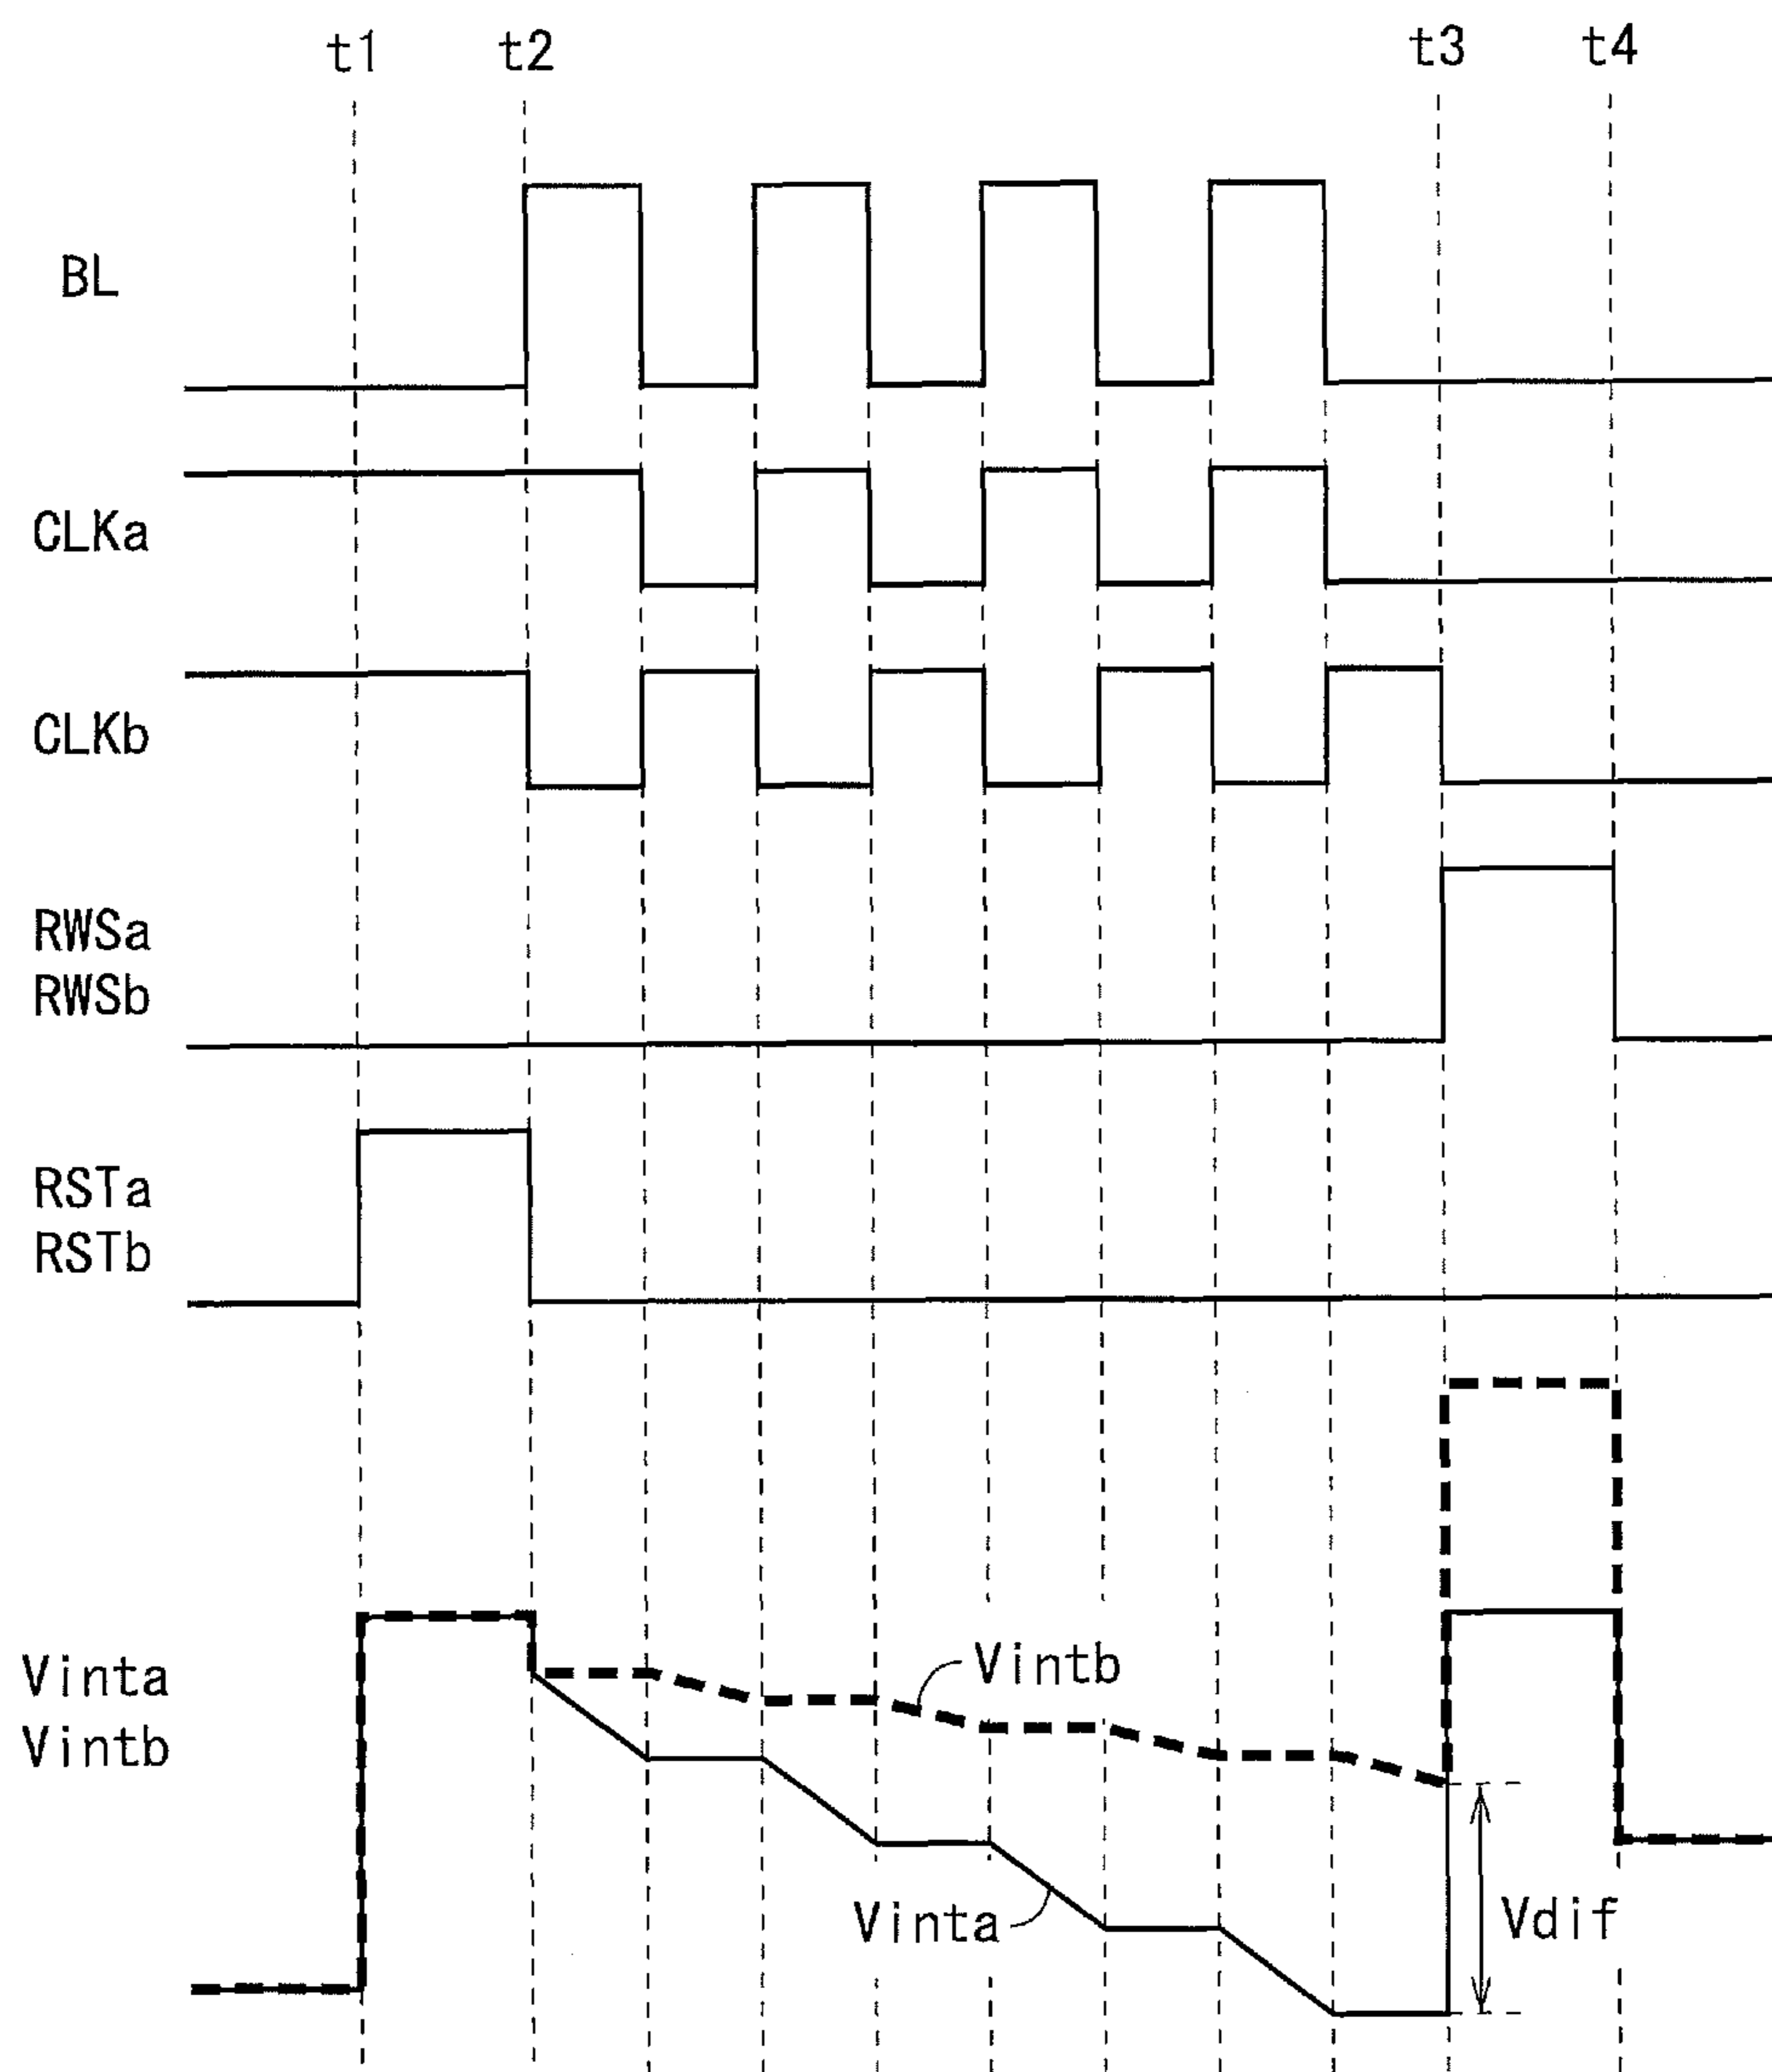 t1 t2 t3 t4
BL
CLKa
CLKb
RWSa
RWSb
RSTa
RSTb
Vinta
Vintb
Vintb
Vinta
Vdif